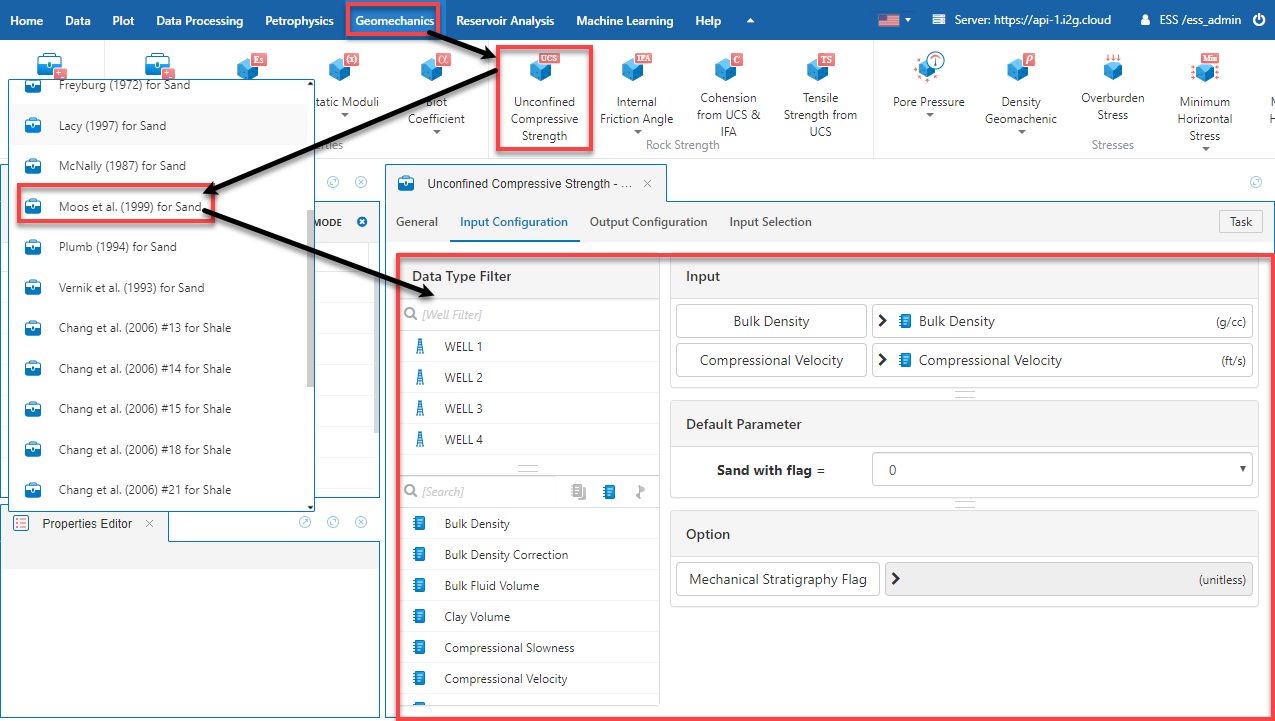 Home Data Plot Data Processing Petrophysics Geomechanics Reservoir Analysis Machine Learning Help Server: https://api-1.i2g.cloud ESS /ess_admin
Es (x) α UCS IFA C TS ρ Min
tatic Moduli
Biot
Coefficient
Unconfined
Compressive
Strength
Internal
Friction Angle
Cohension
from UCS &
IFA
Tensile
Strength from
UCS
Pore Pressure
Density
Geomachenic
Overburden
Stress
Minimum
Horizontal
Stress
Rock Strength
Stresses
Freyburg (1972) for Sand
Lacy (1997) for Sand
McNally (1987) for Sand
Moos et al. (1999) for Sand
Plumb (1994) for Sand
Vernik et al. (1993) for Sand
Chang et al. (2006) #13 for Shale
Chang et al. (2006) #14 for Shale
Chang et al. (2006) #15 for Shale
Chang et al. (2006) #18 for Shale
Chang et al. (2006) #21 for Shale
MODE
Properties Editor
Unconfined Compressive Strength - ...
General Input Configuration Output Configuration Input Selection Task
Data Type Filter
[Well Filter]
WELL 1
WELL 2
WELL 3
WELL 4
[Search]
Bulk Density
Bulk Density Correction
Bulk Fluid Volume
Clay Volume
Compressional Slowness
Compressional Velocity
Input
Bulk Density Bulk Density (g/cc)
Compressional Velocity Compressional Velocity (ft/s)
Default Parameter
Sand with flag = 0
Option
Mechanical Stratigraphy Flag (unitless)